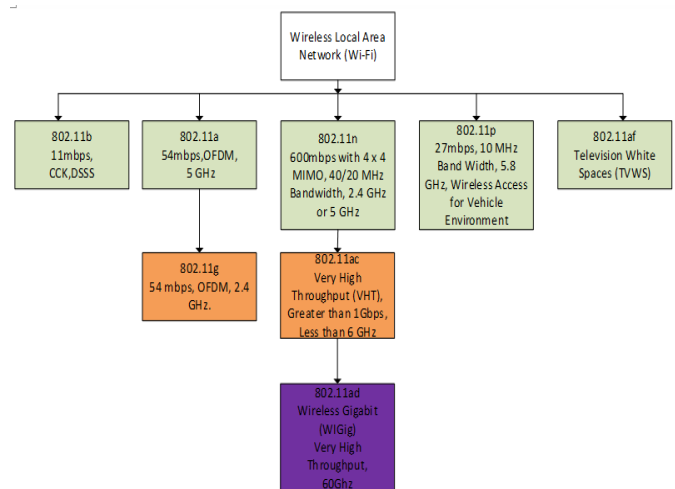 Wireless Local Area
Network (Wi-Fi)
802.11b
11mbps,
CCK,DSSS
802.11a
54mbps,OFDM,
5 GHz
802.11n
600mbps with 4 x 4
MIMO, 40/20 MHz
Bandwidth, 2.4 GHz
or 5 GHz
802.11p
27mbps, 10 MHz
Band Width, 5.8
GHz, Wireless Access
for Vehicle
Environment
802.11af
Television White
Spaces (TVWS)
802.11g
54 mbps, OFDM, 2.4
GHz.
802.11ac
Very High
Throughput (VHT),
Greater than 1Gbps,
Less than 6 GHz
802.11ad
Wireless Gigabit
(WIGig)
Very High
Throughput,
60Ghz